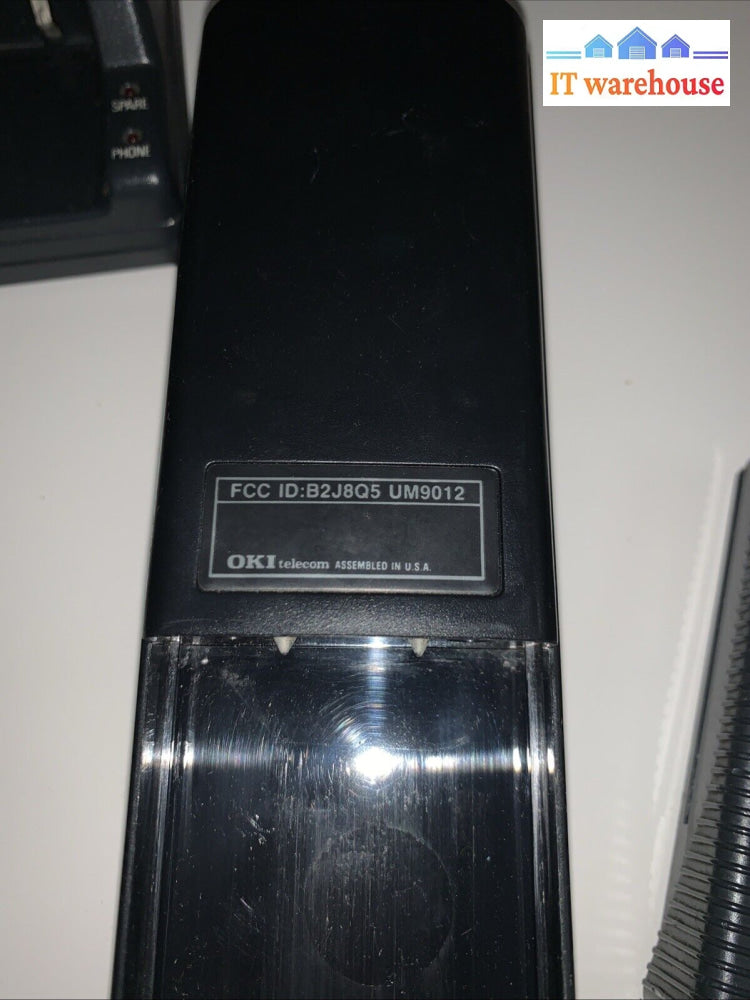 IT warehouse
SPARE
PHONE
FCC ID:B2J8Q5 UM9012
OKI telecom ASSEMBLED IN U.S.A.